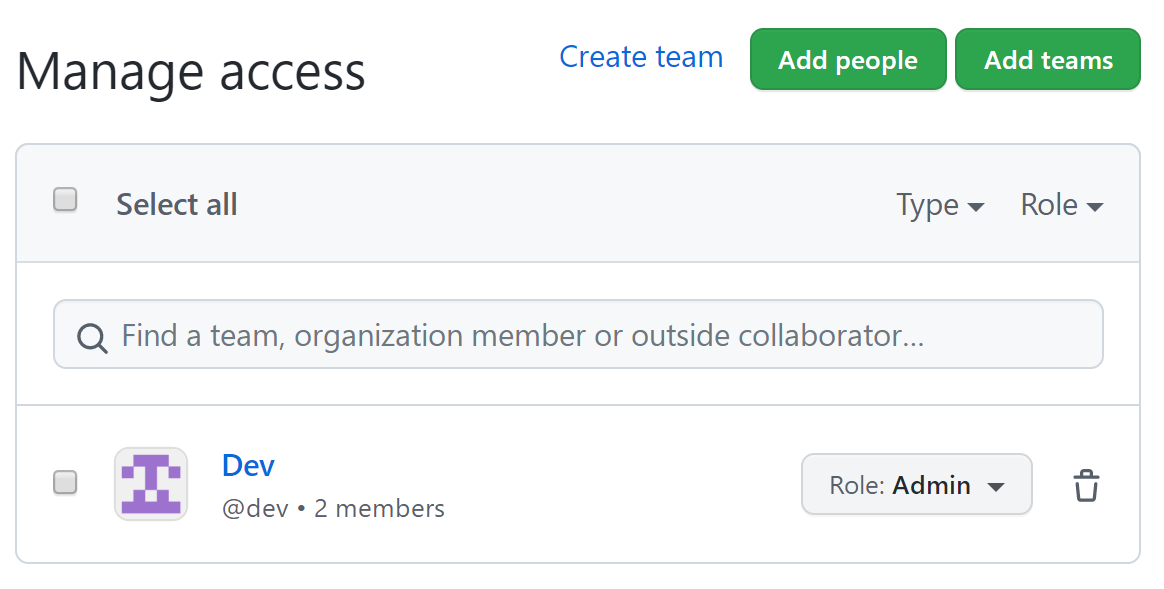 Manage access
Create team
Add people
Add teams
Select all
Type
Role
Find a team, organization member or outside collaborator...
Dev
@dev • 2 members
Role: Admin